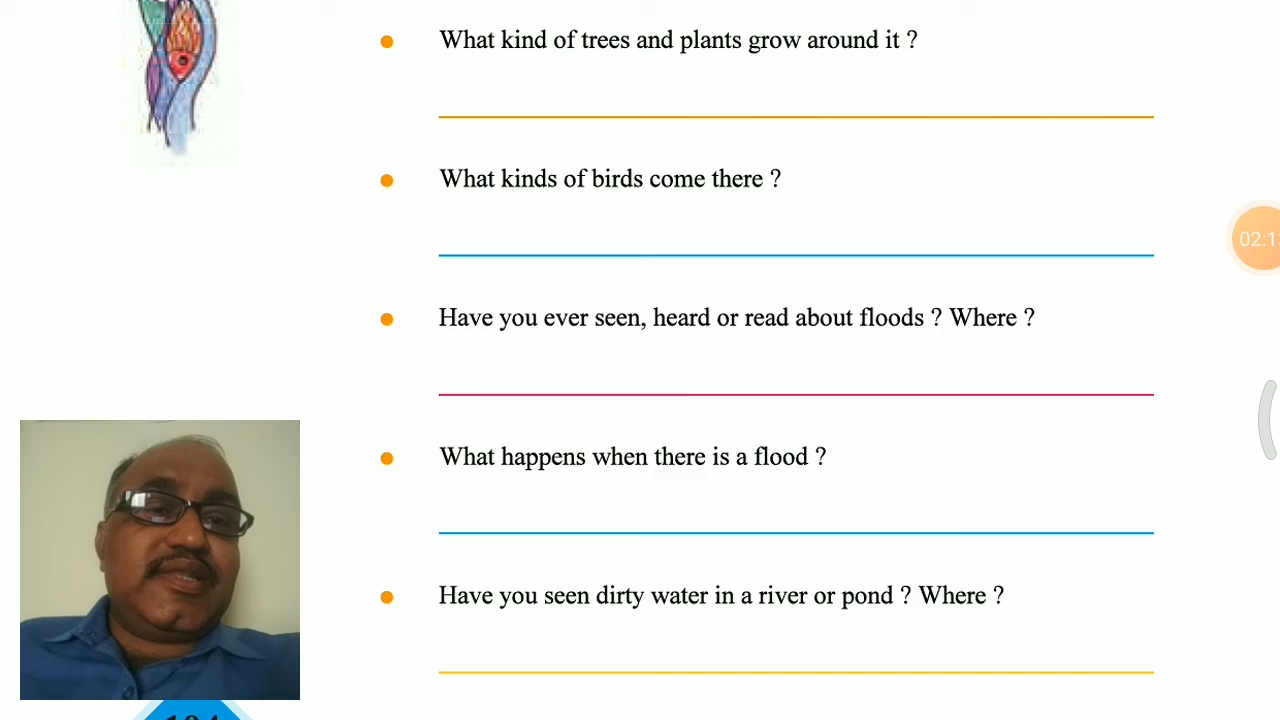 What kind of trees and plants grow around it ?
What kinds of birds come there ?
02:1
Have you ever seen, heard or read about floods ? Where ?
What happens when there is a flood ?
Have you seen dirty water in a river or pond ? Where ?